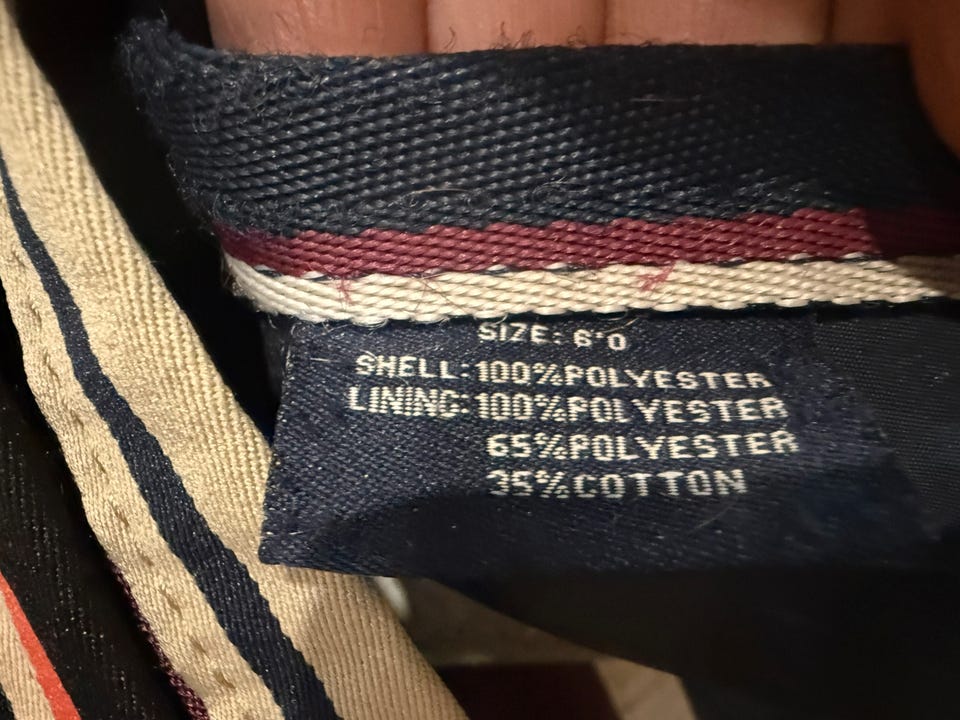 SIZE: 6'0
SHELL: 100%POLYESTER
LINING: 100%POLYESTER
65%POLYESTER
35%COTTON